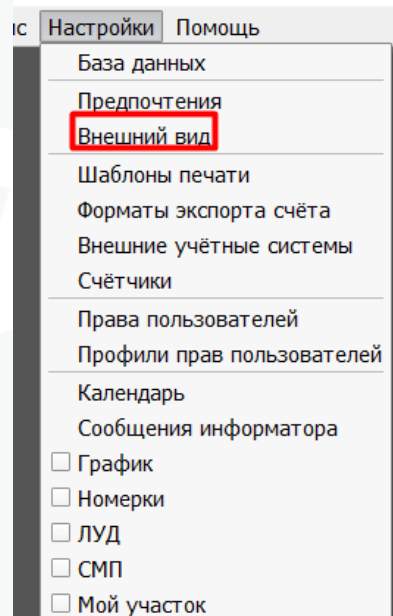 ис Настройки Помощь
База данных
Предпочтения
Внешний вид
Шаблоны печати
Форматы экспорта счёта
Внешние учётные системы
Счётчики
Права пользователей
Профили прав пользователей
Календарь
Сообщения информатора
График
Номерки
ЛУД
СМП
Мой участок